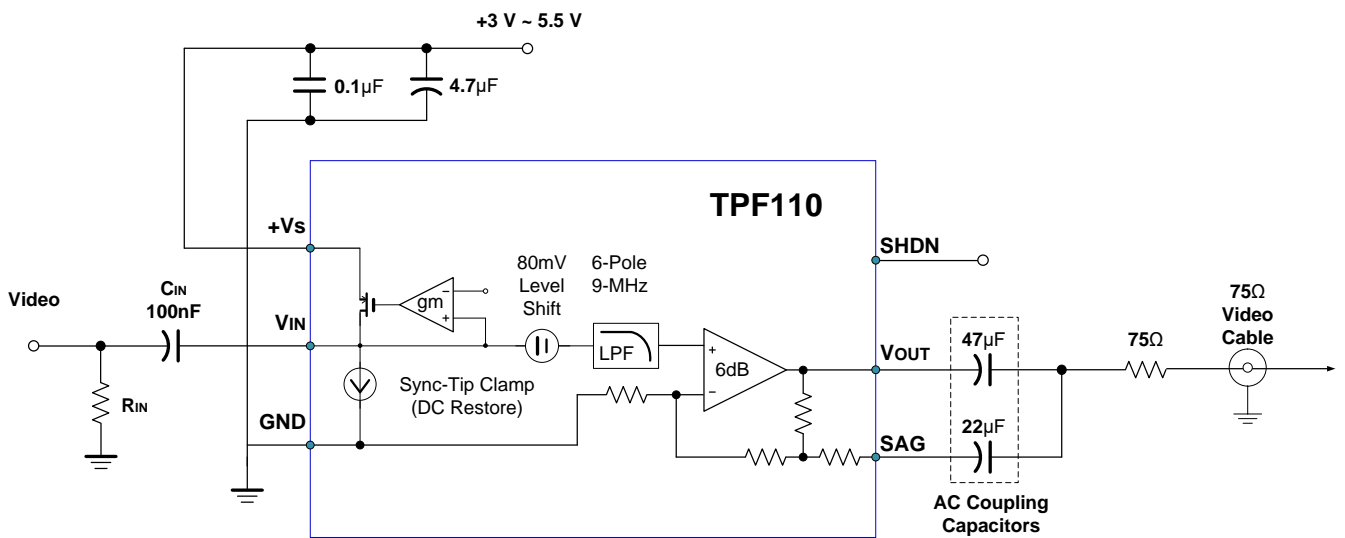 +3 V ~ 5.5 V
0.1µF
4.7µF
TPF110
+Vs
SHDN
80mV
Level
Shift
6-Pole
9-MHz
gm
−
+
Video
CIN
100nF
VIN
LPF
+
6dB
−
VOUT
47µF
75Ω
75Ω
Video
Cable
RIN
Sync-Tip Clamp
(DC Restore)
GND
22µF
SAG
AC Coupling
Capacitors